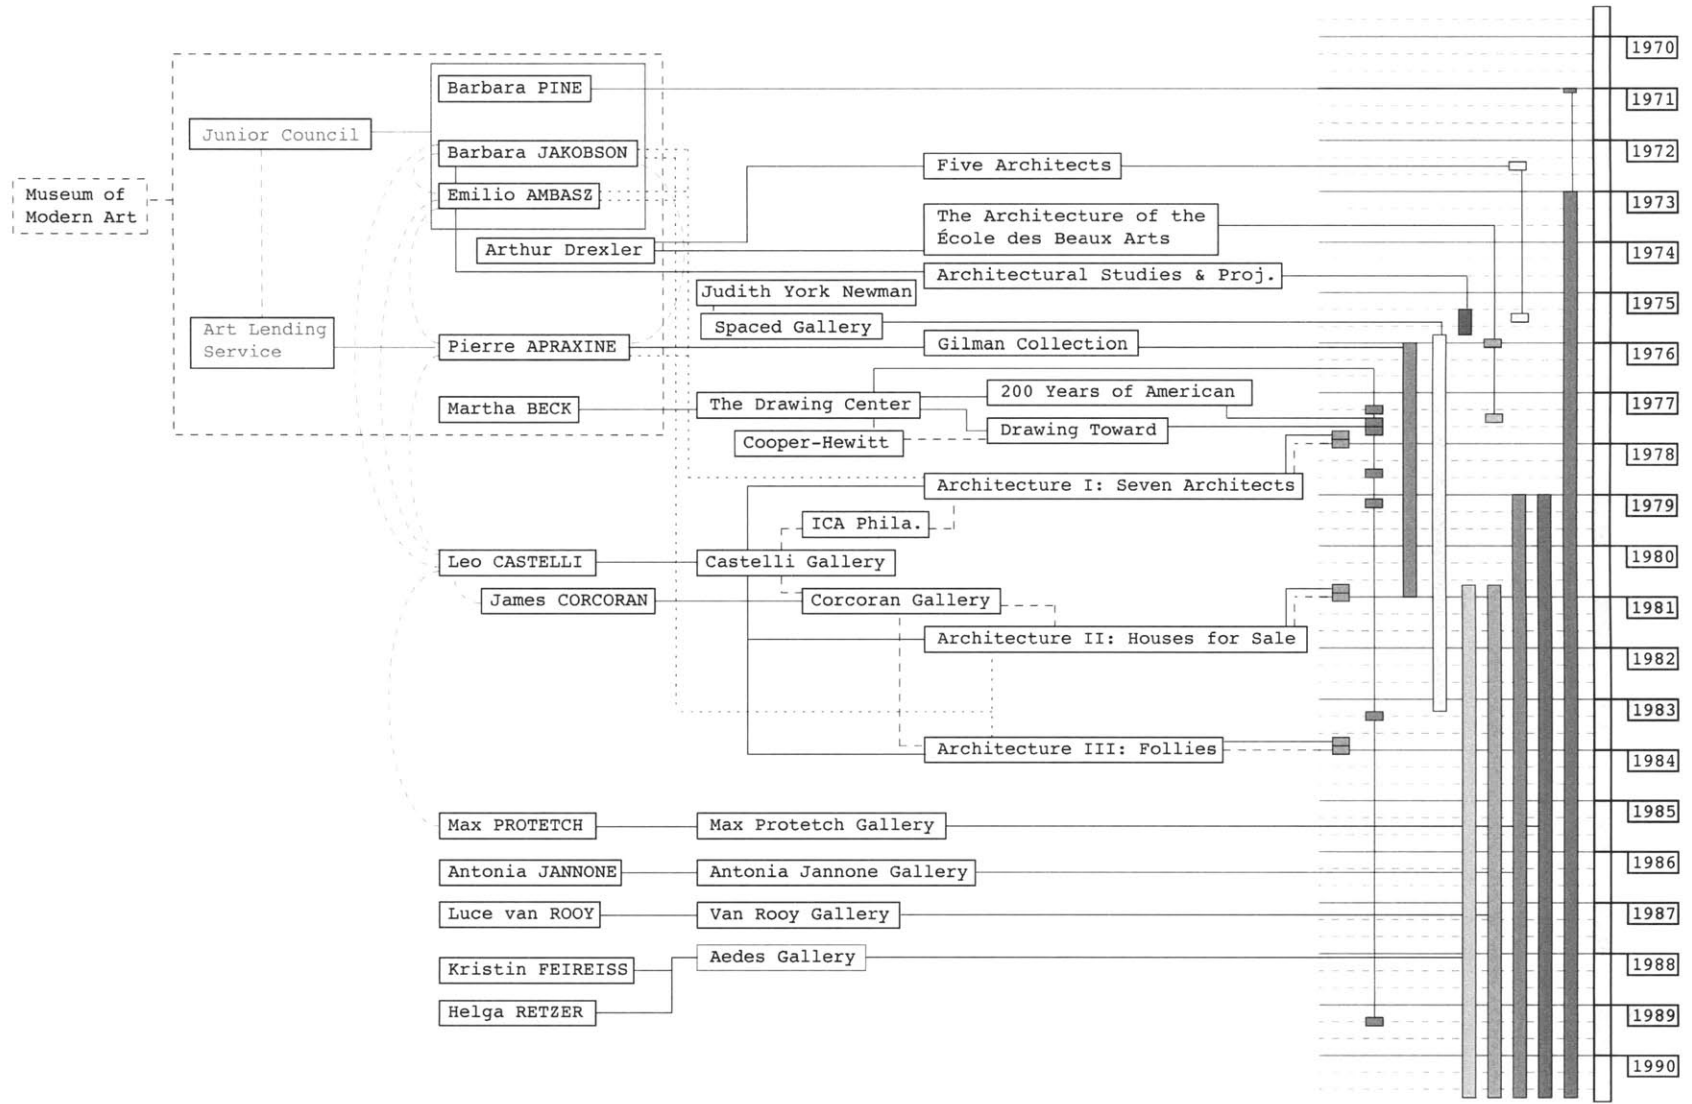 1970
Barbara PINE
1971
Junior Council
Barbara JAKOBSON
1972
Five Architects
Museum of
Modern Art
Emilio AMBASZ
1973
The Architecture of the
École des Beaux Arts
Arthur Drexler
1974
Architectural Studies & Proj.
Judith York Newman
1975
Spaced Gallery
Art Lending
Service
Pierre APRAXINE
Gilman Collection
1976
200 Years of American
Martha BECK
The Drawing Center
1977
Drawing Toward
Cooper-Hewitt
1978
Architecture I: Seven Architects
1979
ICA Phila.
Leo CASTELLI
Castelli Gallery
1980
James CORCORAN
Corcoran Gallery
1981
Architecture II: Houses for Sale
1982
1983
Architecture III: Follies
1984
1985
Max PROTETCH
Max Protetch Gallery
1986
Antonia JANNONE
Antonia Jannone Gallery
Luce van ROOY
Van Rooy Gallery
1987
Aedes Gallery
Kristin FEIREISS
1988
Helga RETZER
1989
1990